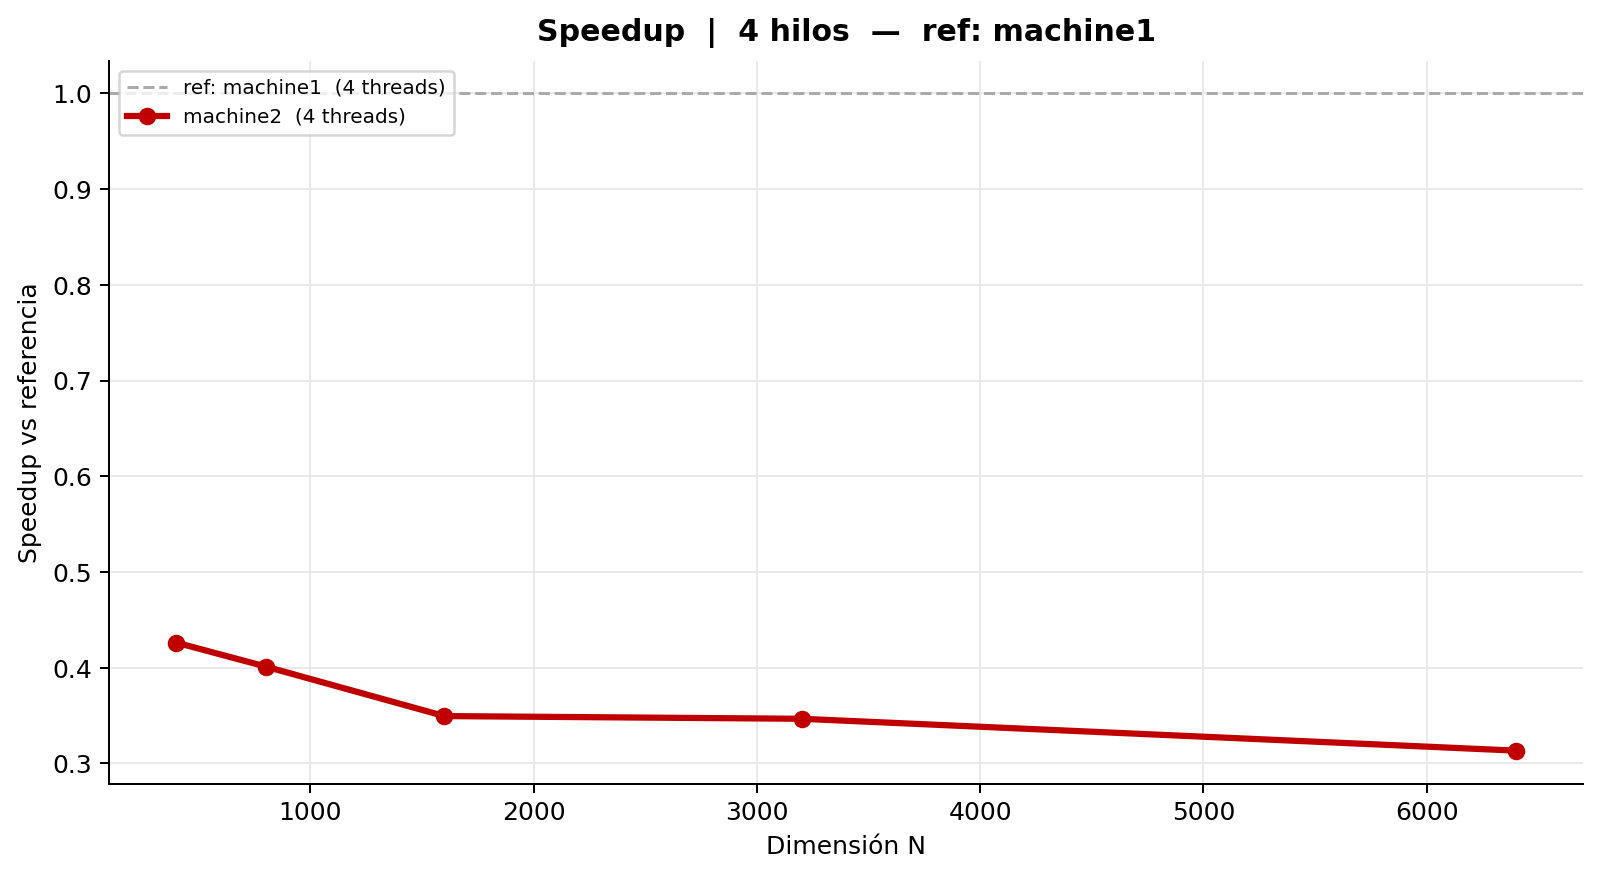 Speedup | 4 hilos — ref: machine1
ref: machine1 (4 threads)
machine2 (4 threads)
Speedup vs referencia
1.0
0.9
0.8
0.7
0.6
0.5
0.4
0.3
1000 2000 3000 4000 5000 6000
Dimensión N